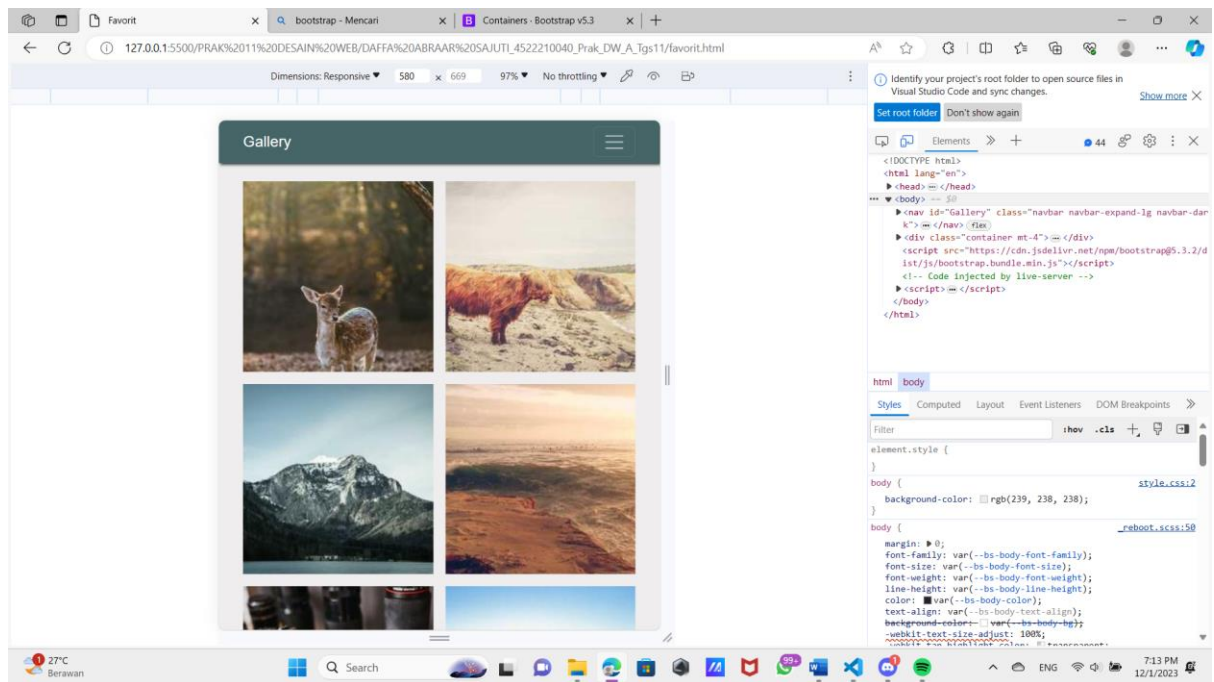 Favorit
bootstrap - Mencari
B Containers - Bootstrap v5.3
127.0.0.1:5500/PRAK%2011%20DESAIN%20WEB/DAFFA%20ABRAAR%20SAJUTI_4522210040_Prak_DW_A_Tgs11/favorit.html
Dimensions: Responsive 580 x 669 97% No throttling
Identify your project's root folder to open source files in
Visual Studio Code and sync changes.
Show more
Set root folder Don't show again
Elements 44
Gallery
<!DOCTYPE html>
<html lang="en">
<head> </head>
<body> == $0
<nav id="Gallery" class="navbar navbar-expand-lg navbar-dar
k"> </nav> flex
<div class="container mt-4"> </div>
<script src="https://cdn.jsdelivr.net/npm/bootstrap@5.3.2/d
ist/js/bootstrap.bundle.min.js"></script>
<!-- Code injected by live-server -->
<script> </script>
</body>
</html>
html body
Styles Computed Layout Event Listeners DOM Breakpoints
Filter :hov .cls
element.style {
}
body { style.css:2
background-color: rgb(239, 238, 238);
}
body { _reboot.scss:50
margin: 0;
font-family: var(--bs-body-font-family);
font-size: var(--bs-body-font-size);
font-weight: var(--bs-body-font-weight);
line-height: var(--bs-body-line-height);
color: var(--bs-body-color);
text-align: var(--bs-body-text-align);
background-color: var(--bs-body-bg);
-webkit-text-size-adjust: 100%;
-webkit-tap-highlight-color: transparent;
1 27°C
Berawan
Search
99+
ENG
7:13 PM
12/1/2023